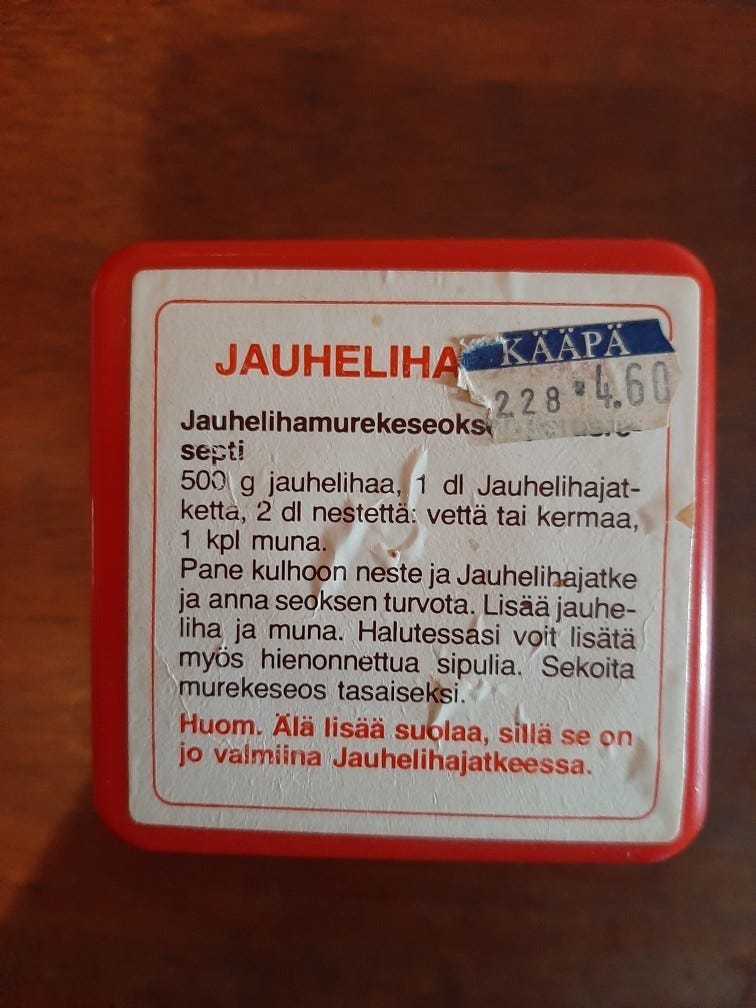 JAUHELIHA
KÄÄPÄ
228 4.60
Jauhelihamurekeseoks
septi
500 g jauhelihaa, 1 dl Jauhelihajat-
ketta, 2 dl nestettä: vettä tai kermaa,
1 kpl muna.
Pane kulhoon neste ja Jauhelihajatke
ja anna seoksen turvota. Lisää jauhe-
liha ja muna. Halutessasi voit lisätä
myös hienonnettua sipulia. Sekoita
murekeseos tasaiseksi.
Huom. Älä lisää suolaa, sillä se on
jo valmiina Jauhelihajatkeessa.